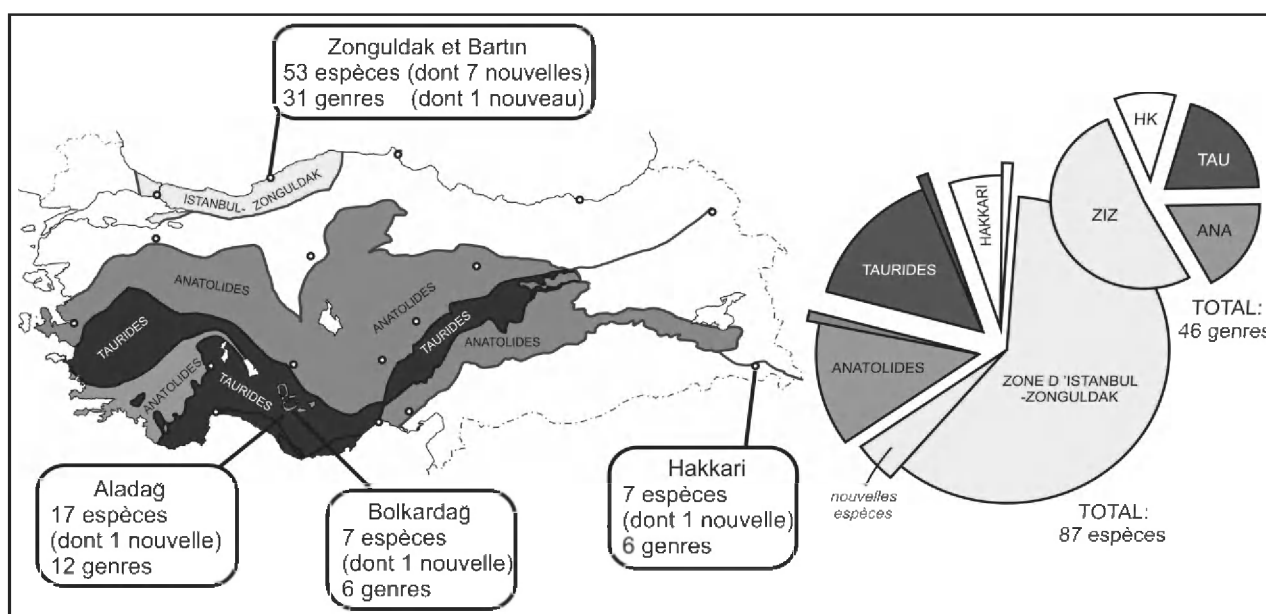 Zonguldak et Bartın
53 espèces (dont 7 nouvelles)
31 genres (dont 1 nouveau)
ISTANBUL- ZONGULDAK
ANATOLIDES
ANATOLIDES
TAURIDES
TAURIDES
ANATOLIDES
ANATOLIDES
TAURIDES
Aladağ
17 espèces
(dont 1 nouvelle)
12 genres
Bolkardağ
7 espèces
(dont 1 nouvelle)
6 genres
Hakkari
7 espèces
(dont 1 nouvelle)
6 genres
HK
TAU
ZIZ
ANA
TOTAL:
46 genres
HAKKARI
TAURIDES
ANATOLIDES
ZONE D 'ISTANBUL
-ZONGULDAK
nouvelles
espèces
TOTAL:
87 espèces